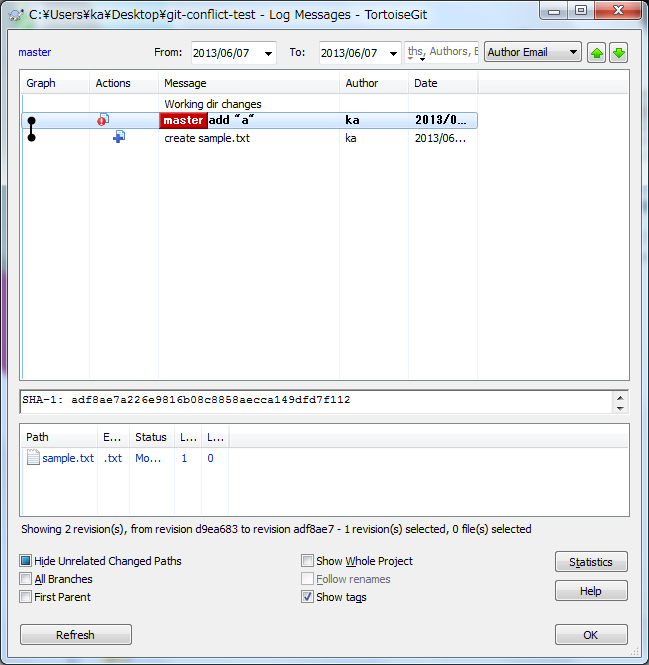 C:¥Users¥ka¥Desktop¥git-conflict-test - Log Messages - TortoiseGit
master From: 2013/06/07 To: 2013/06/07 ths, Authors, E Author Email
Graph Actions Message Author Date
Working dir changes
master add "a" ka 2013/0...
create sample.txt ka 2013/06...
SHA-1: adf8ae7a226e9816b08c8858aecca149dfd7f112
Path E... Status L... L...
sample.txt .txt Mo... 1 0
Showing 2 revision(s), from revision d9ea683 to revision adf8ae7 - 1 revision(s) selected, 0 file(s) selected
Hide Unrelated Changed Paths Show Whole Project Statistics
All Branches Follow renames
First Parent Show tags Help
Refresh OK